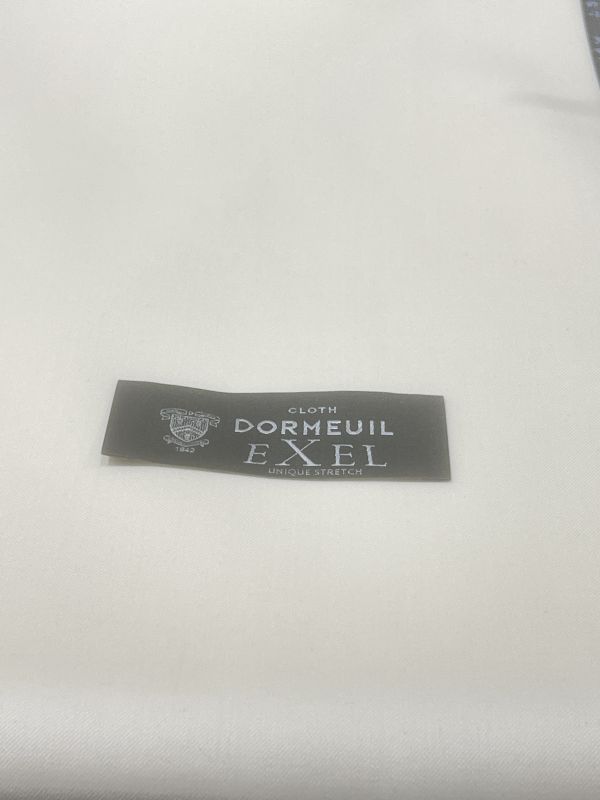 CLOTH
DORMEUIL
EXEL
UNIQUE STRETCH
1842